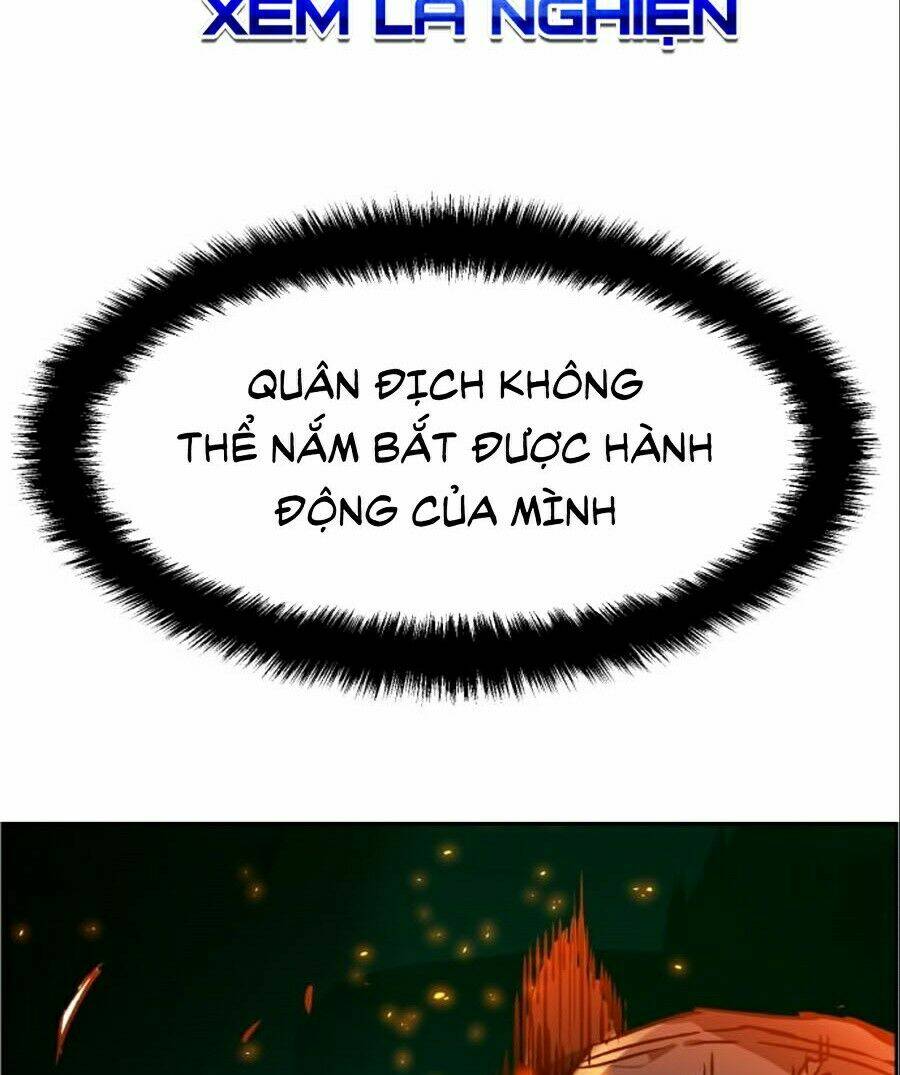 XEM LÀ NGHIỆN
QUÂN ĐỊCH KHÔNG
THỂ NẮM BẮT ĐƯỢC HÀNH
ĐỘNG CỦA MÌNH